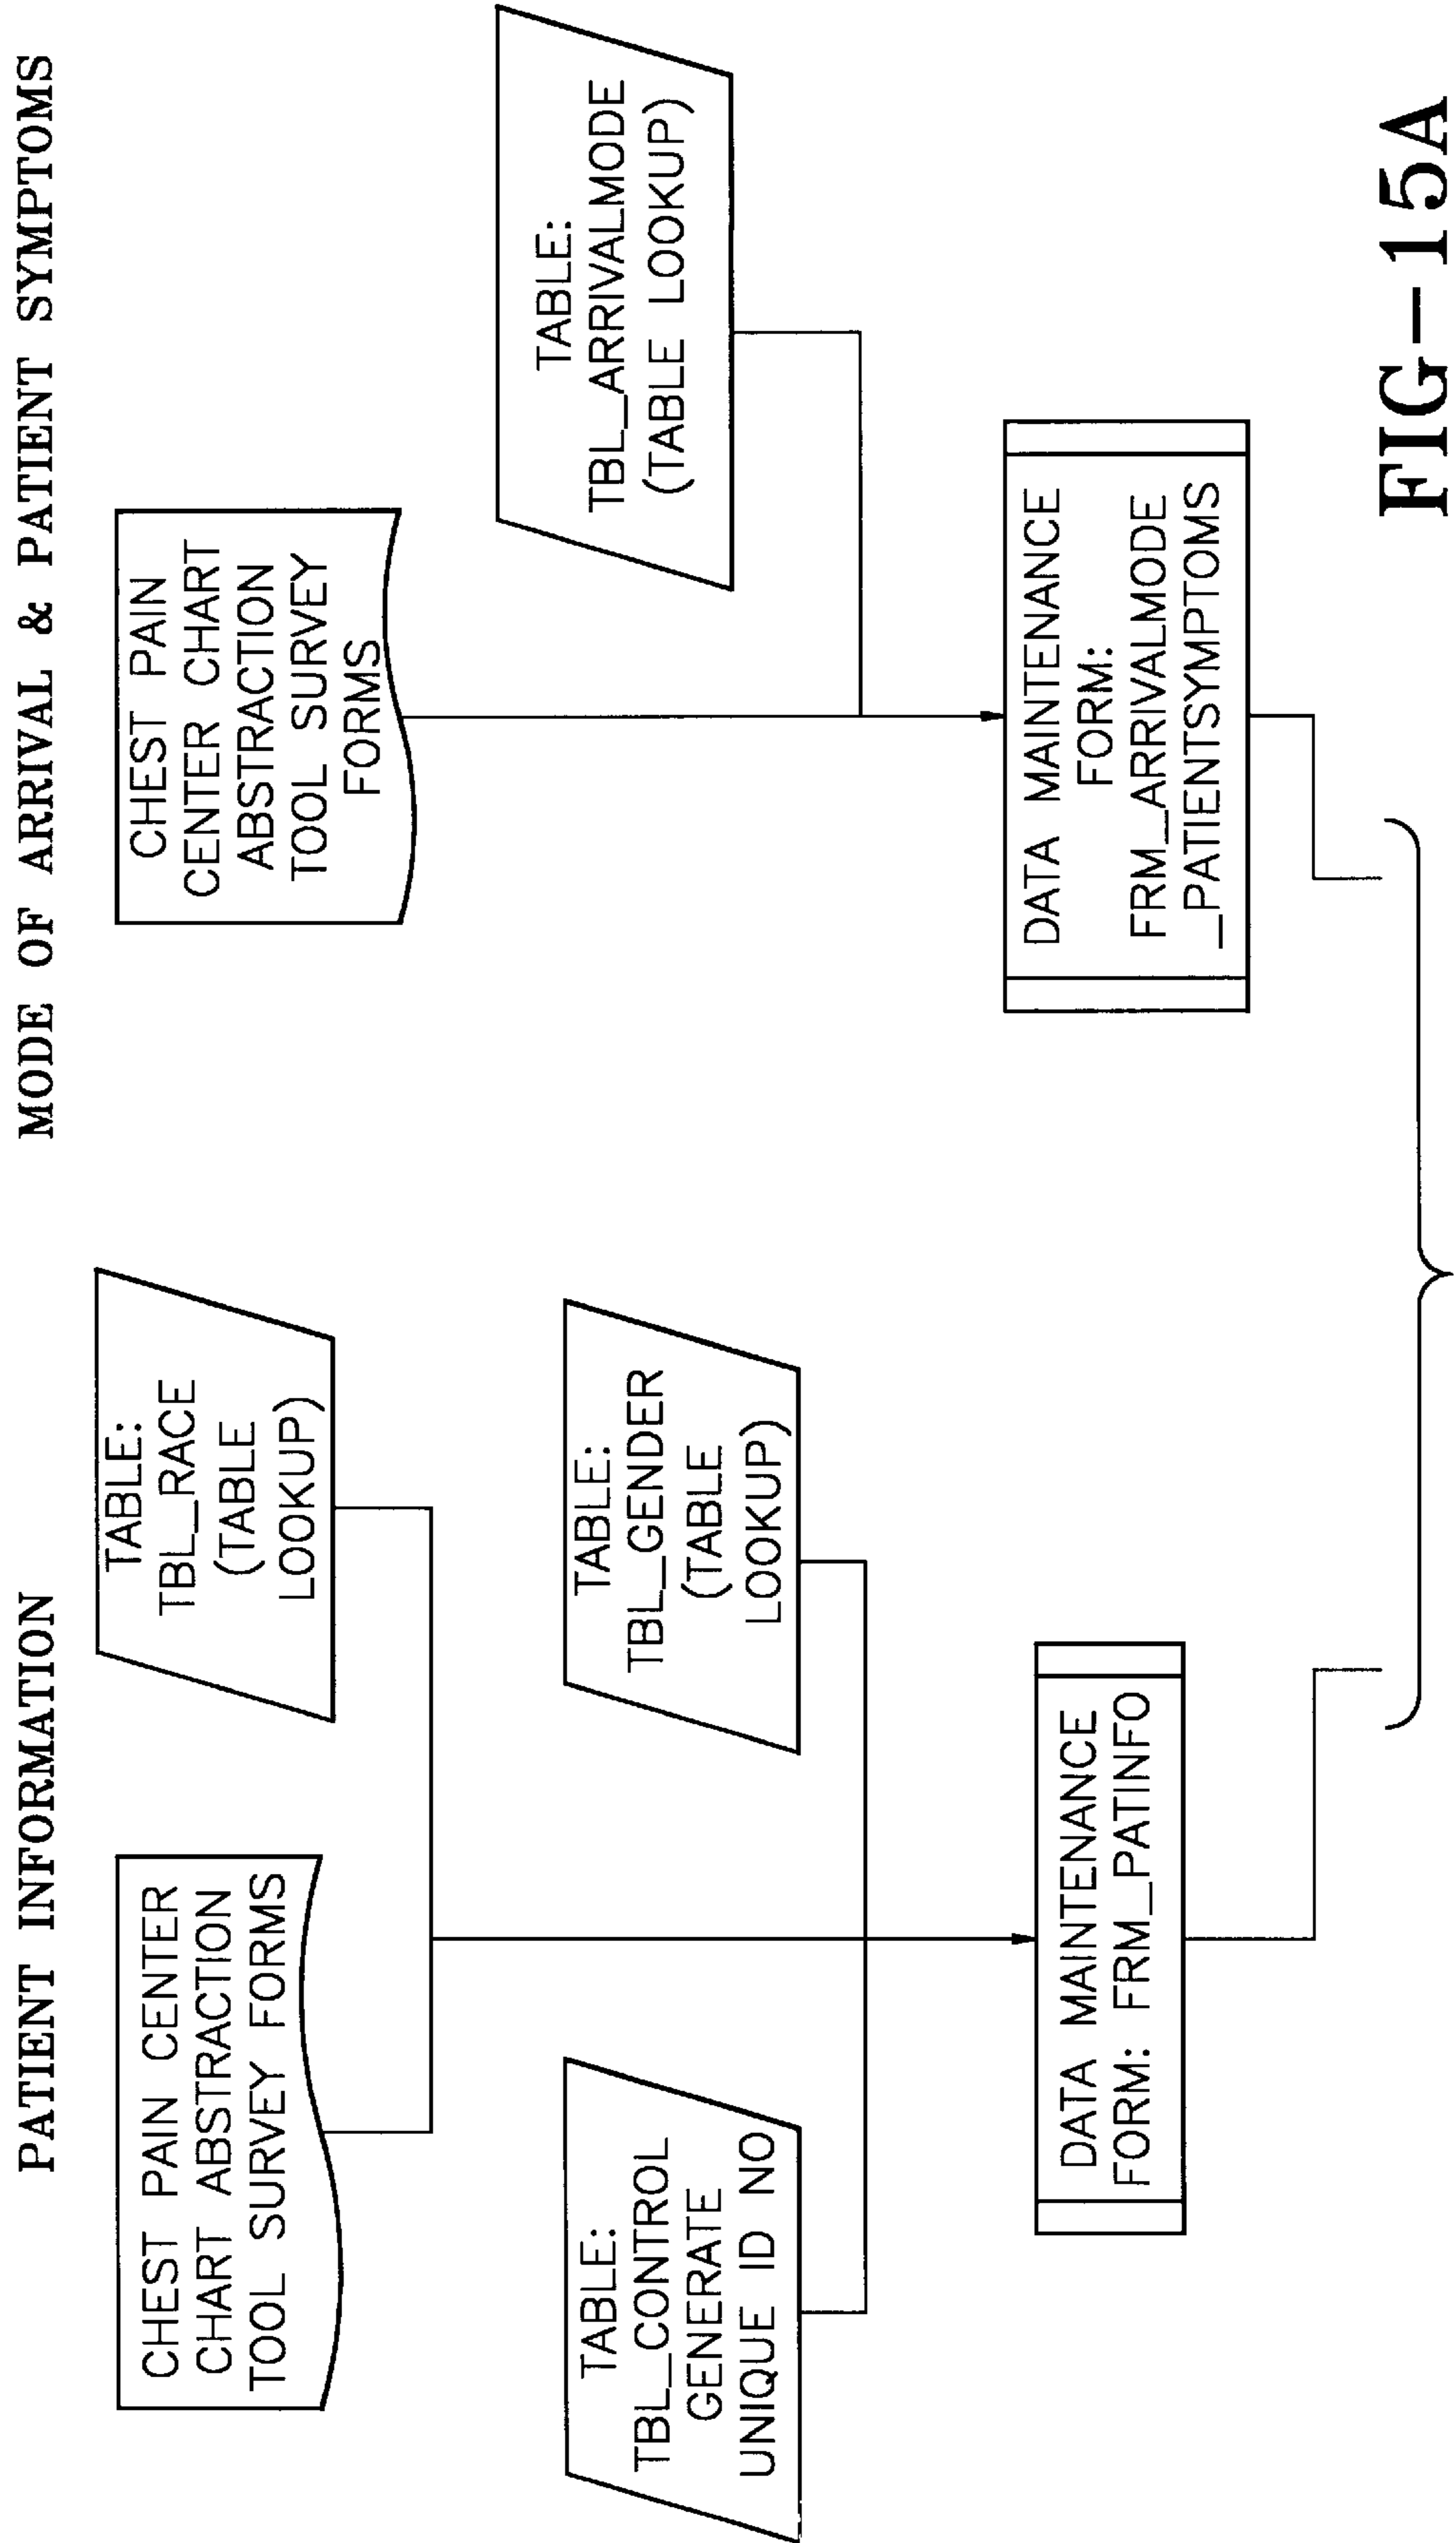 PATIENT INFORMATION
CHEST PAIN CENTER
CHART ABSTRACTION
TOOL SURVEY FORMS
TABLE:
TBL_RACE
(TABLE
LOOKUP)
TABLE:
TBL_CONTROL
GENERATE
UNIQUE ID NO
TABLE:
TBL_GENDER
(TABLE
LOOKUP)
DATA MAINTENANCE
FORM: FRM_PATINFO
MODE OF ARRIVAL & PATIENT SYMPTOMS
CHEST PAIN
CENTER CHART
ABSTRACTION
TOOL SURVEY
FORMS
TABLE:
TBL_ARRIVALMODE
(TABLE LOOKUP)
DATA MAINTENANCE
FORM:
FRM_ARRIVALMODE
_PATIENTSYMPTOMS
FIG-15A